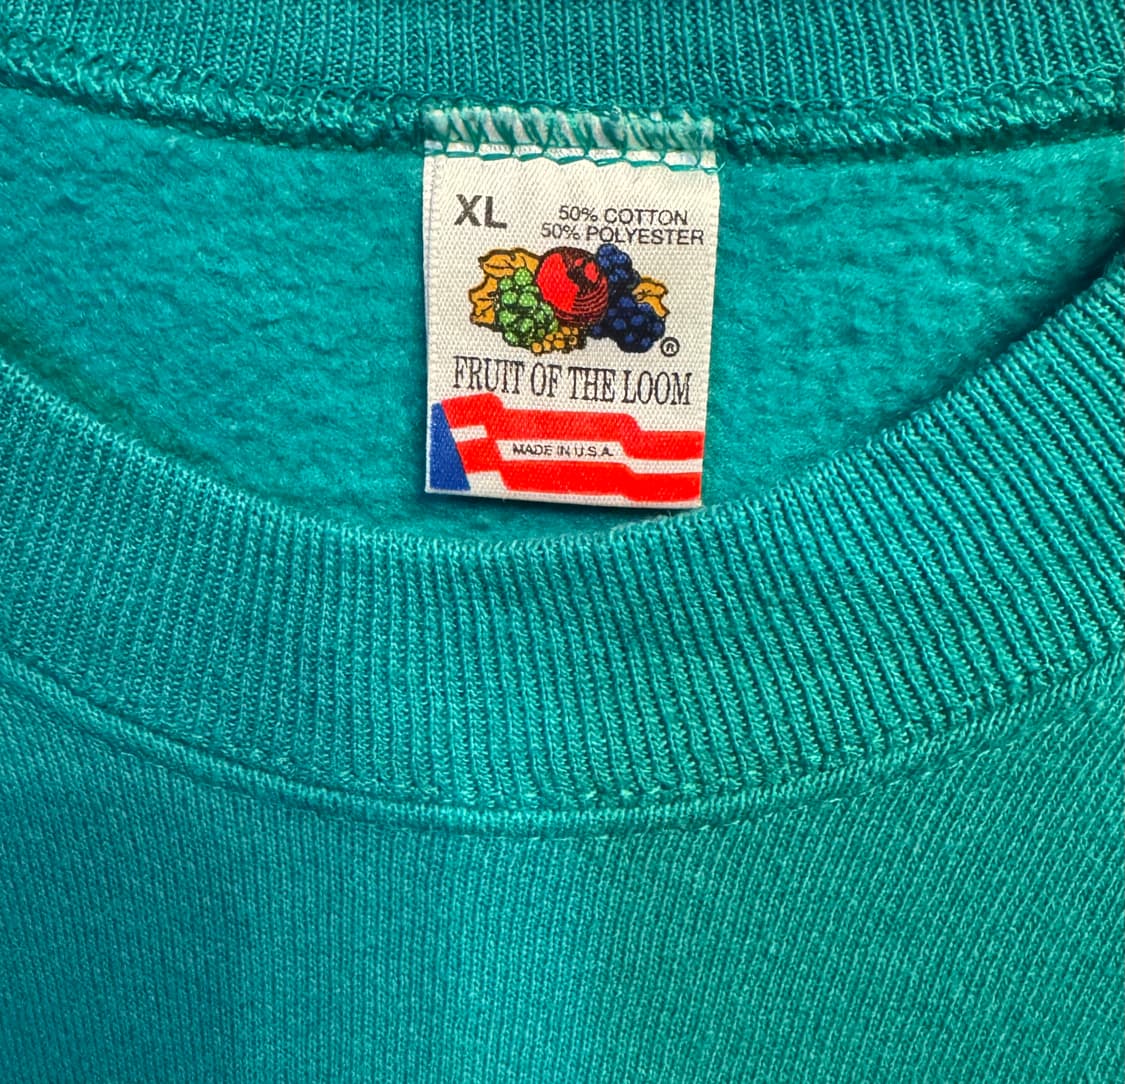 XL
50% COTTON
50% POLYESTER
®
FRUIT OF THE LOOM
MADE IN U.S.A.